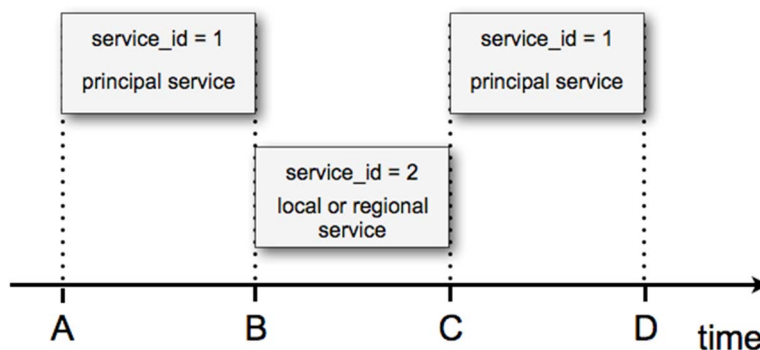 service_id = 1
principal service
service_id = 1
principal service
service_id = 2
local or regional
service
A
B
C
D
time